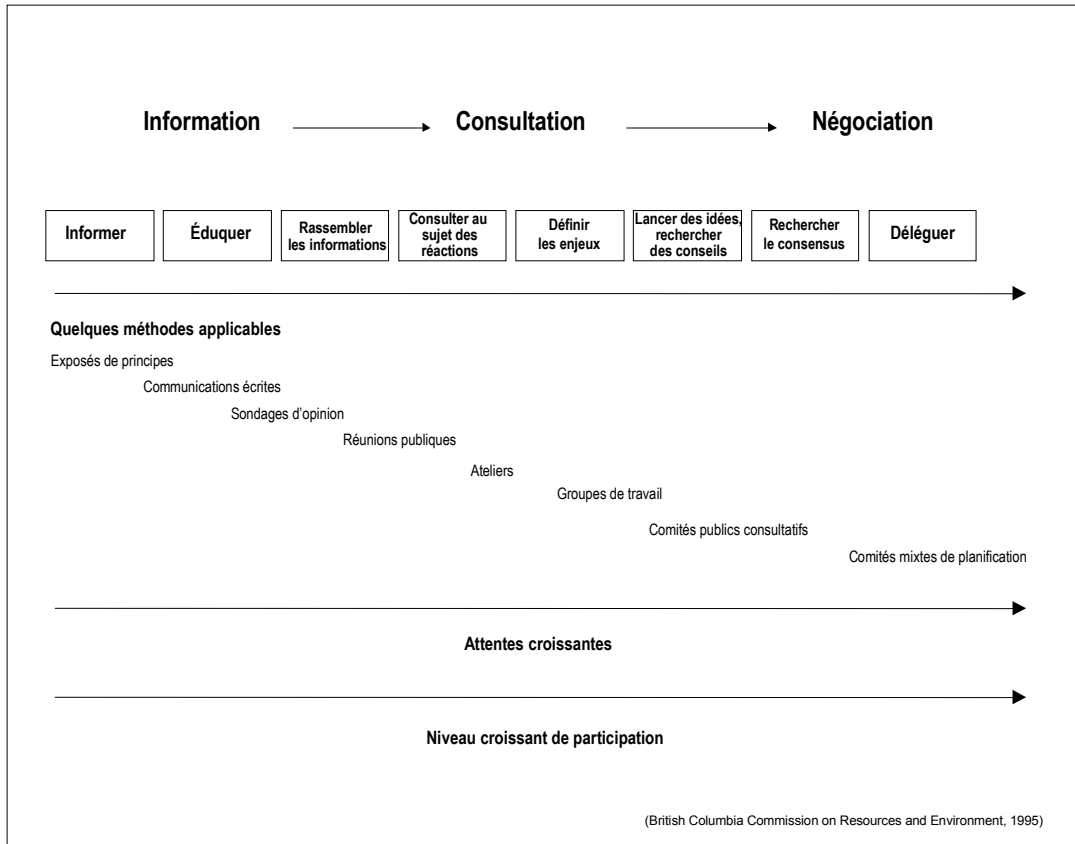 Information Consultation Négociation
Informer
Éduquer
Rassembler
les informations
Consulter au
sujet des
réactions
Définir
les enjeux
Lancer des idées,
rechercher
des conseils
Rechercher
le consensus
Déléguer
Quelques méthodes applicables
Exposés de principes
Communications écrites
Sondages d'opinion
Réunions publiques
Ateliers
Groupes de travail
Comités publics consultatifs
Comités mixtes de planification
Attentes croissantes
Niveau croissant de participation
(British Columbia Commission on Resources and Environment, 1995)